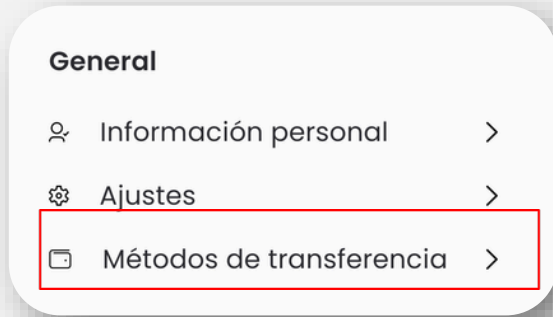 General
Información personal
Ajustes
Métodos de transferencia